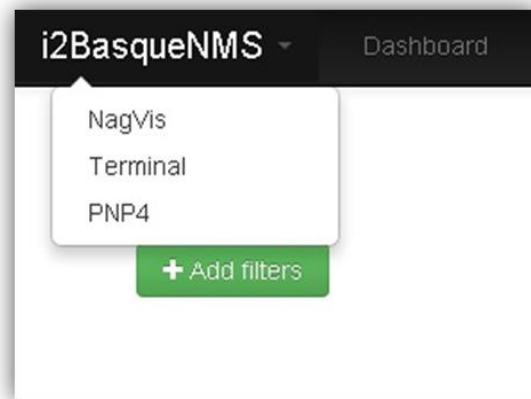 i2BasqueNMS Dashboard
NagVis
Terminal
PNP4
+ Add filters